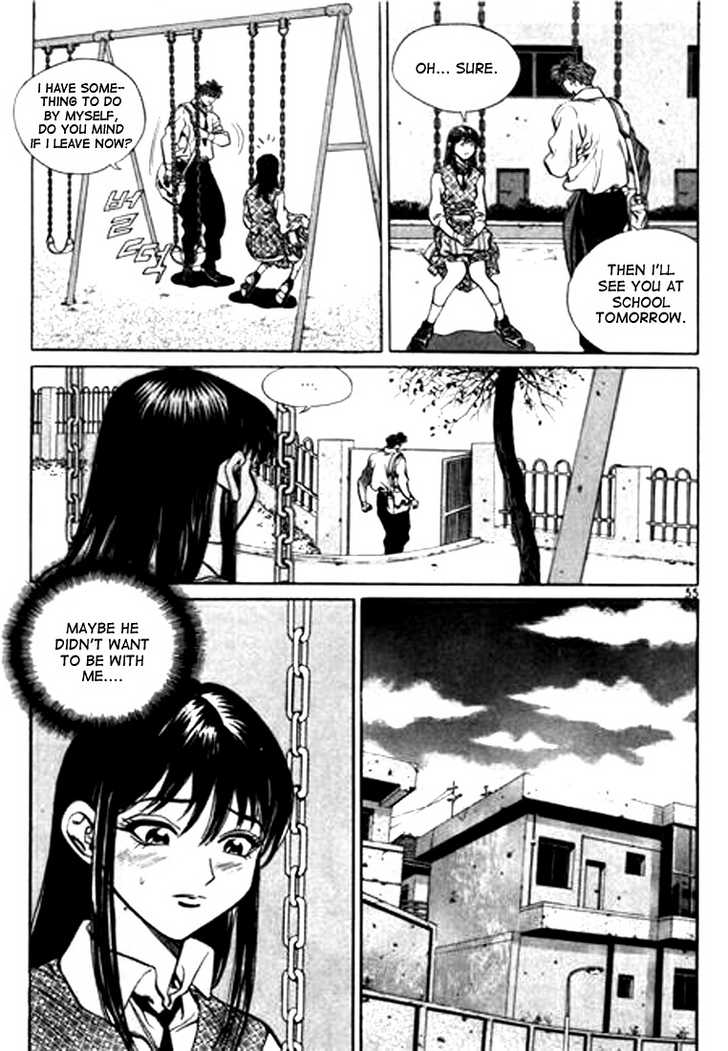 I HAVE SOME-
THING TO DO
BY MYSELF,
DO YOU MIND
IF I LEAVE NOW?
OH... SURE.
THEN I'LL
SEE YOU AT
SCHOOL
TOMORROW.
...
55
MAYBE HE
DIDN'T WANT
TO BE WITH
ME....